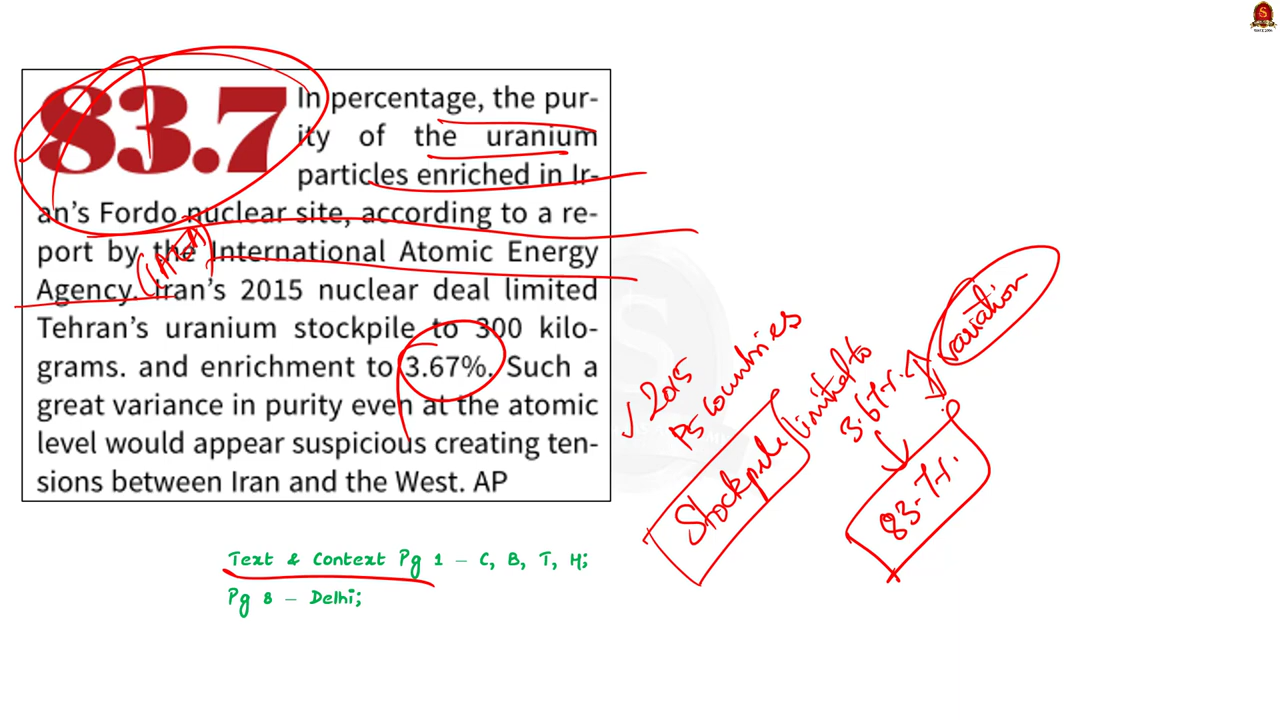 83.7
In percentage, the pur-
ity of the uranium
particles enriched in Ir-
an's Fordo nuclear site, according to a re-
port by the International Atomic Energy
(IAEA)
Agency. Iran's 2015 nuclear deal limited
Tehran's uranium stockpile to 300 kilo-
grams. and enrichment to 3.67%. Such a
great variance in purity even at the atomic
level would appear suspicious creating ten-
sions between Iran and the West. AP
2015
P5 countries
Stockpile limited to
3.67%.
variation
83.7%.
Text & Context Pg 1 – C, B, T, H;
Pg 8 – Delhi;